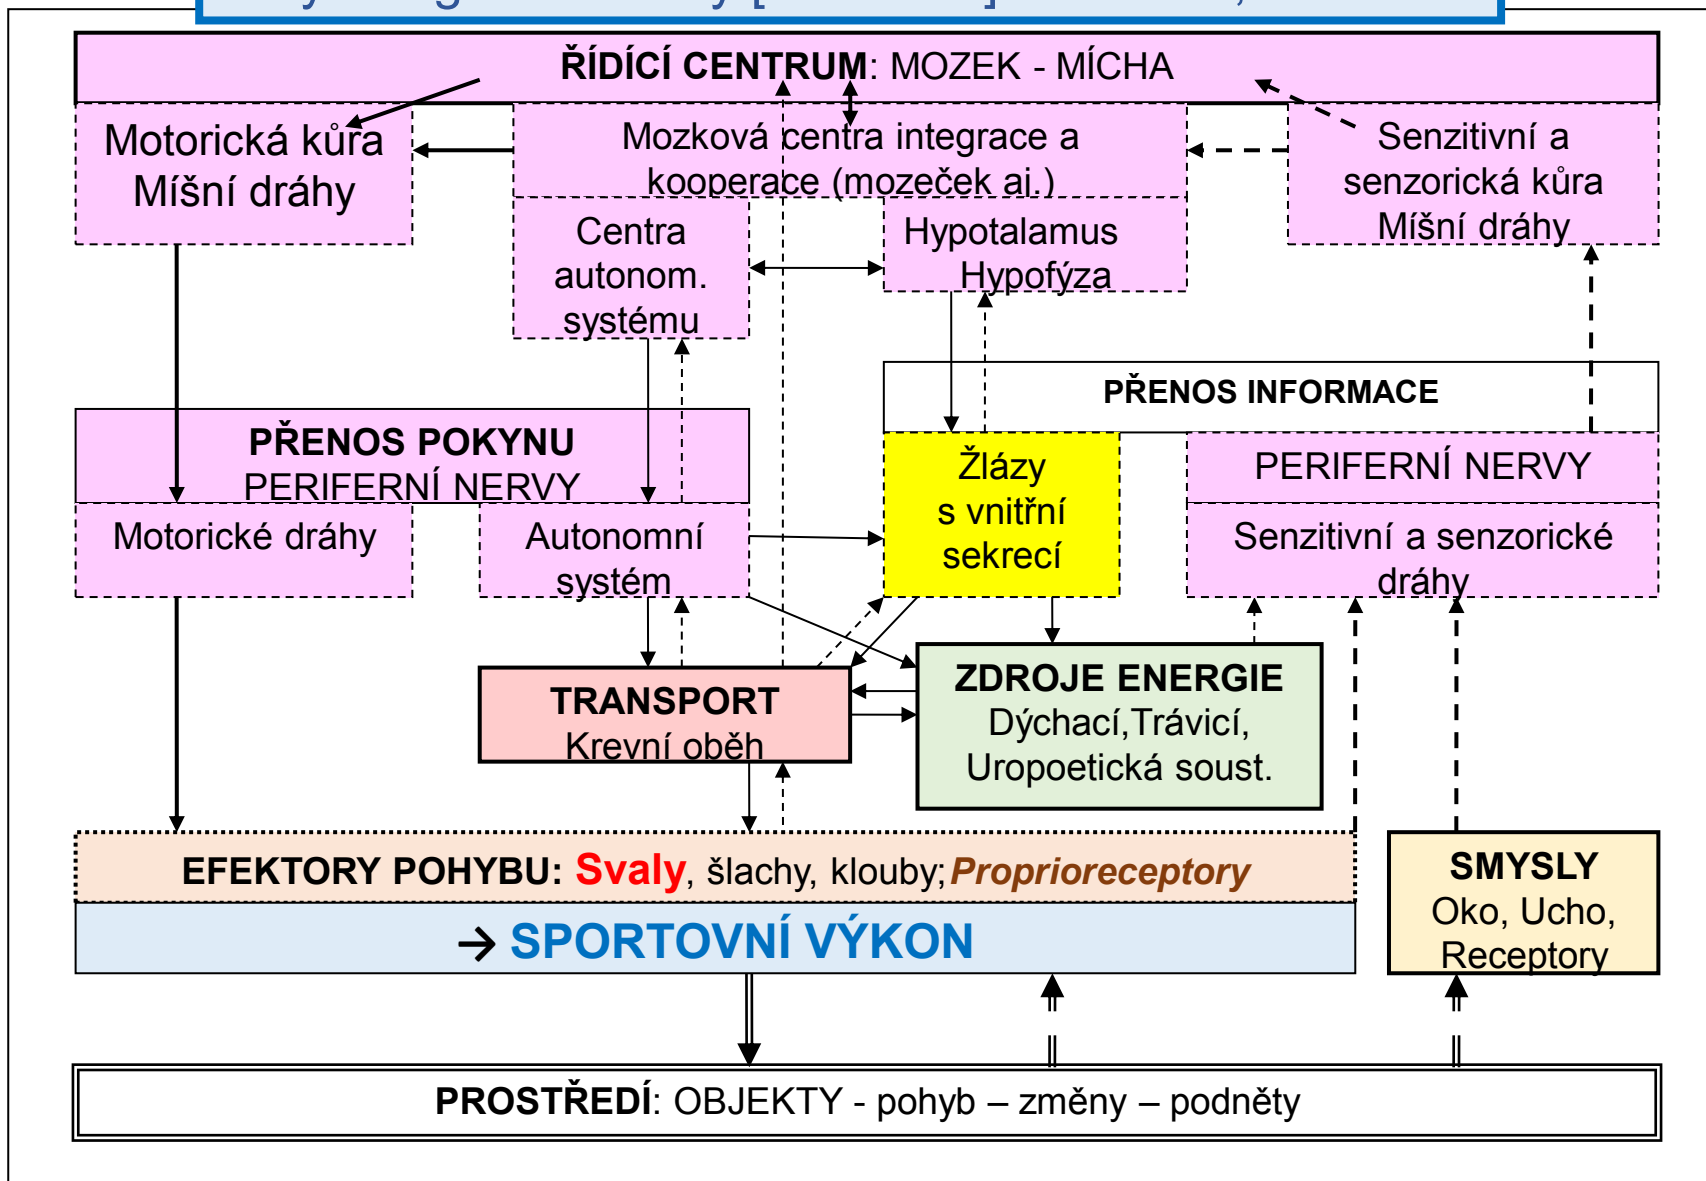 ŘÍDÍCÍ CENTRUM: MOZEK - MÍCHA
Motorická kůra
Míšní dráhy
Mozková centra integrace a
kooperace (mozeček aj.)
Senzitivní a
senzorická kůra
Míšní dráhy
Centra
autonom.
systému
Hypotalamus
Hypofýza
PŘENOS INFORMACE
PŘENOS POKYNU
PERIFERNÍ NERVY
Žlázy
s vnitřní
sekrecí
PERIFERNÍ NERVY
Motorické dráhy
Autonomní
systém
Senzitivní a senzorické
dráhy
TRANSPORT
Krevní oběh
ZDROJE ENERGIE
Dýchací,Trávicí,
Uropoetická soust.
EFEKTORY POHYBU: Svaly, šlachy, klouby; Proprioreceptory
→ SPORTOVNÍ VÝKON
SMYSLY
Oko, Ucho,
Receptory
PROSTŘEDÍ: OBJEKTY - pohyb – změny – podněty